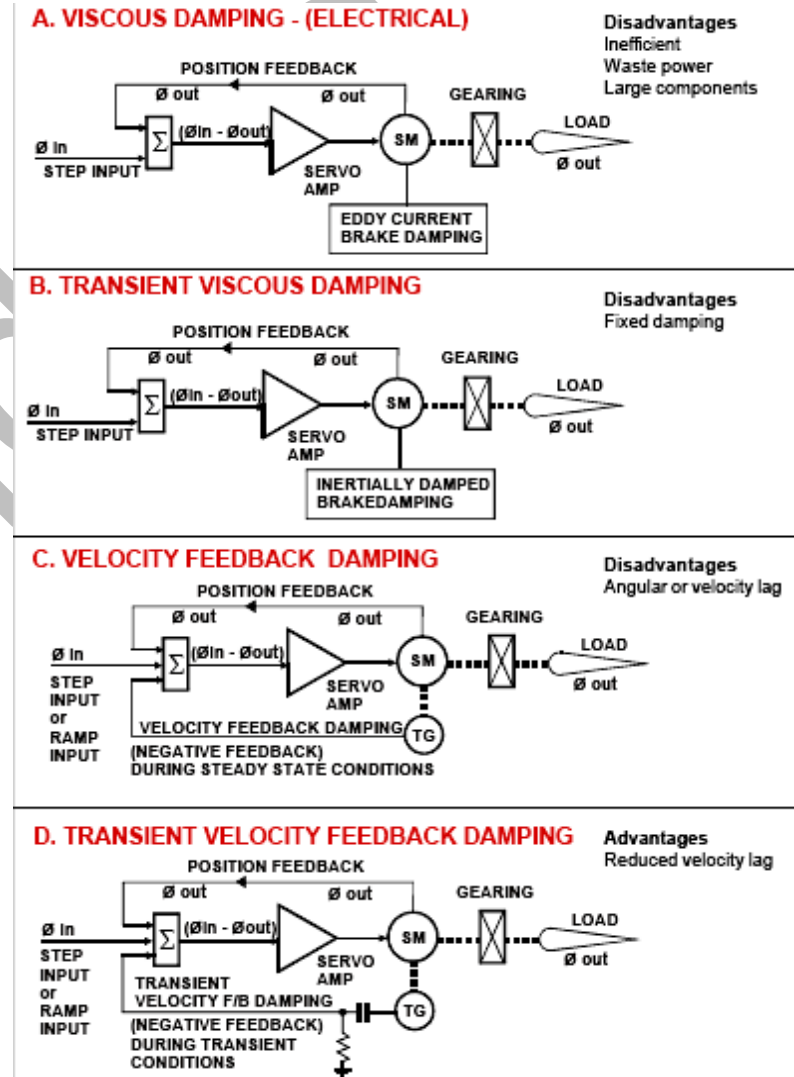 A. VISCOUS DAMPING - (ELECTRICAL)
Disadvantages
Inefficient
Waste power
Large components
POSITION FEEDBACK
Ø out
Ø out
GEARING
LOAD
Ø In
STEP INPUT
Σ
(Øin - Øout)
SERVO
AMP
SM
Ø out
EDDY CURRENT
BRAKE DAMPING
B. TRANSIENT VISCOUS DAMPING
Disadvantages
Fixed damping
POSITION FEEDBACK
Ø out
Ø out
GEARING
LOAD
Ø In
STEP INPUT
Σ
(Øin - Øout)
SERVO
AMP
SM
Ø out
INERTIALLY DAMPED
BRAKEDAMPING
C. VELOCITY FEEDBACK DAMPING
Disadvantages
Angular or velocity lag
POSITION FEEDBACK
Ø out
Ø out
GEARING
LOAD
Ø In
STEP
INPUT
or
RAMP
INPUT
Σ
(Øin - Øout)
SERVO
AMP
SM
Ø out
TG
VELOCITY FEEDBACK DAMPING
(NEGATIVE FEEDBACK)
DURING STEADY STATE CONDITIONS
D. TRANSIENT VELOCITY FEEDBACK DAMPING
Advantages
Reduced velocity lag
POSITION FEEDBACK
Ø out
Ø out
GEARING
LOAD
Ø In
STEP
INPUT
or
RAMP
INPUT
Σ
(Øin - Øout)
SERVO
AMP
SM
Ø out
TG
TRANSIENT
VELOCITY F/B DAMPING
(NEGATIVE FEEDBACK)
DURING TRANSIENT
CONDITIONS